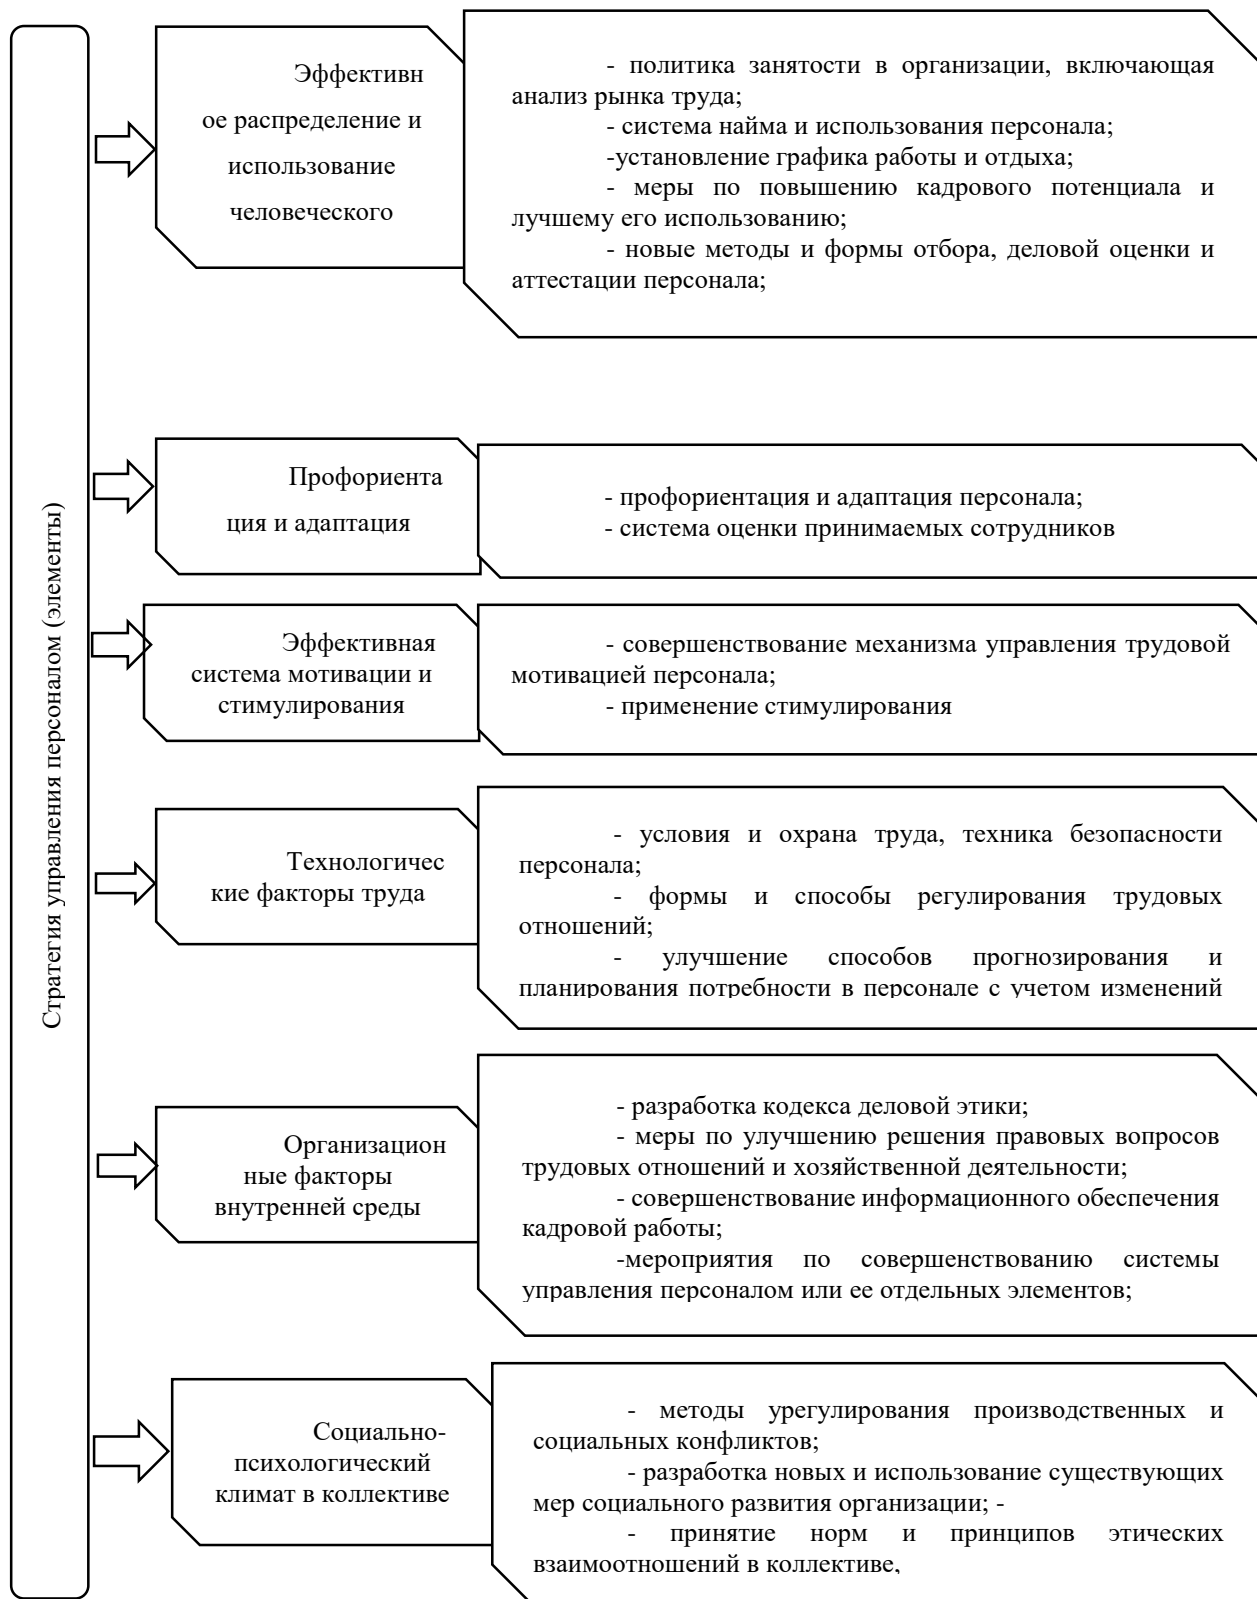 Стратегия управления персоналом (элементы)
Эффективн
ое распределение и
использование
человеческого
- политика занятости в организации, включающая
анализ рынка труда;
- система найма и использования персонала;
-установление графика работы и отдыха;
- меры по повышению кадрового потенциала и
лучшему его использованию;
- новые методы и формы отбора, деловой оценки и
аттестации персонала;
Профориента
ция и адаптация
- профориентация и адаптация персонала;
- система оценки принимаемых сотрудников
Эффективная
система мотивации и
стимулирования
- совершенствование механизма управления трудовой
мотивацией персонала;
- применение стимулирования
Технологичес
кие факторы труда
- условия и охрана труда, техника безопасности
персонала;
- формы и способы регулирования трудовых
отношений;
- улучшение способов прогнозирования и
планирования потребности в персонале с учетом изменений
Организацион
ные факторы
внутренней среды
- разработка кодекса деловой этики;
- меры по улучшению решения правовых вопросов
трудовых отношений и хозяйственной деятельности;
- совершенствование информационного обеспечения
кадровой работы;
-мероприятия по совершенствованию системы
управления персоналом или ее отдельных элементов;
Социально-
психологический
климат в коллективе
- методы урегулирования производственных и
социальных конфликтов;
- разработка новых и использование существующих
мер социального развития организации; -
- принятие норм и принципов этических
взаимоотношений в коллективе,